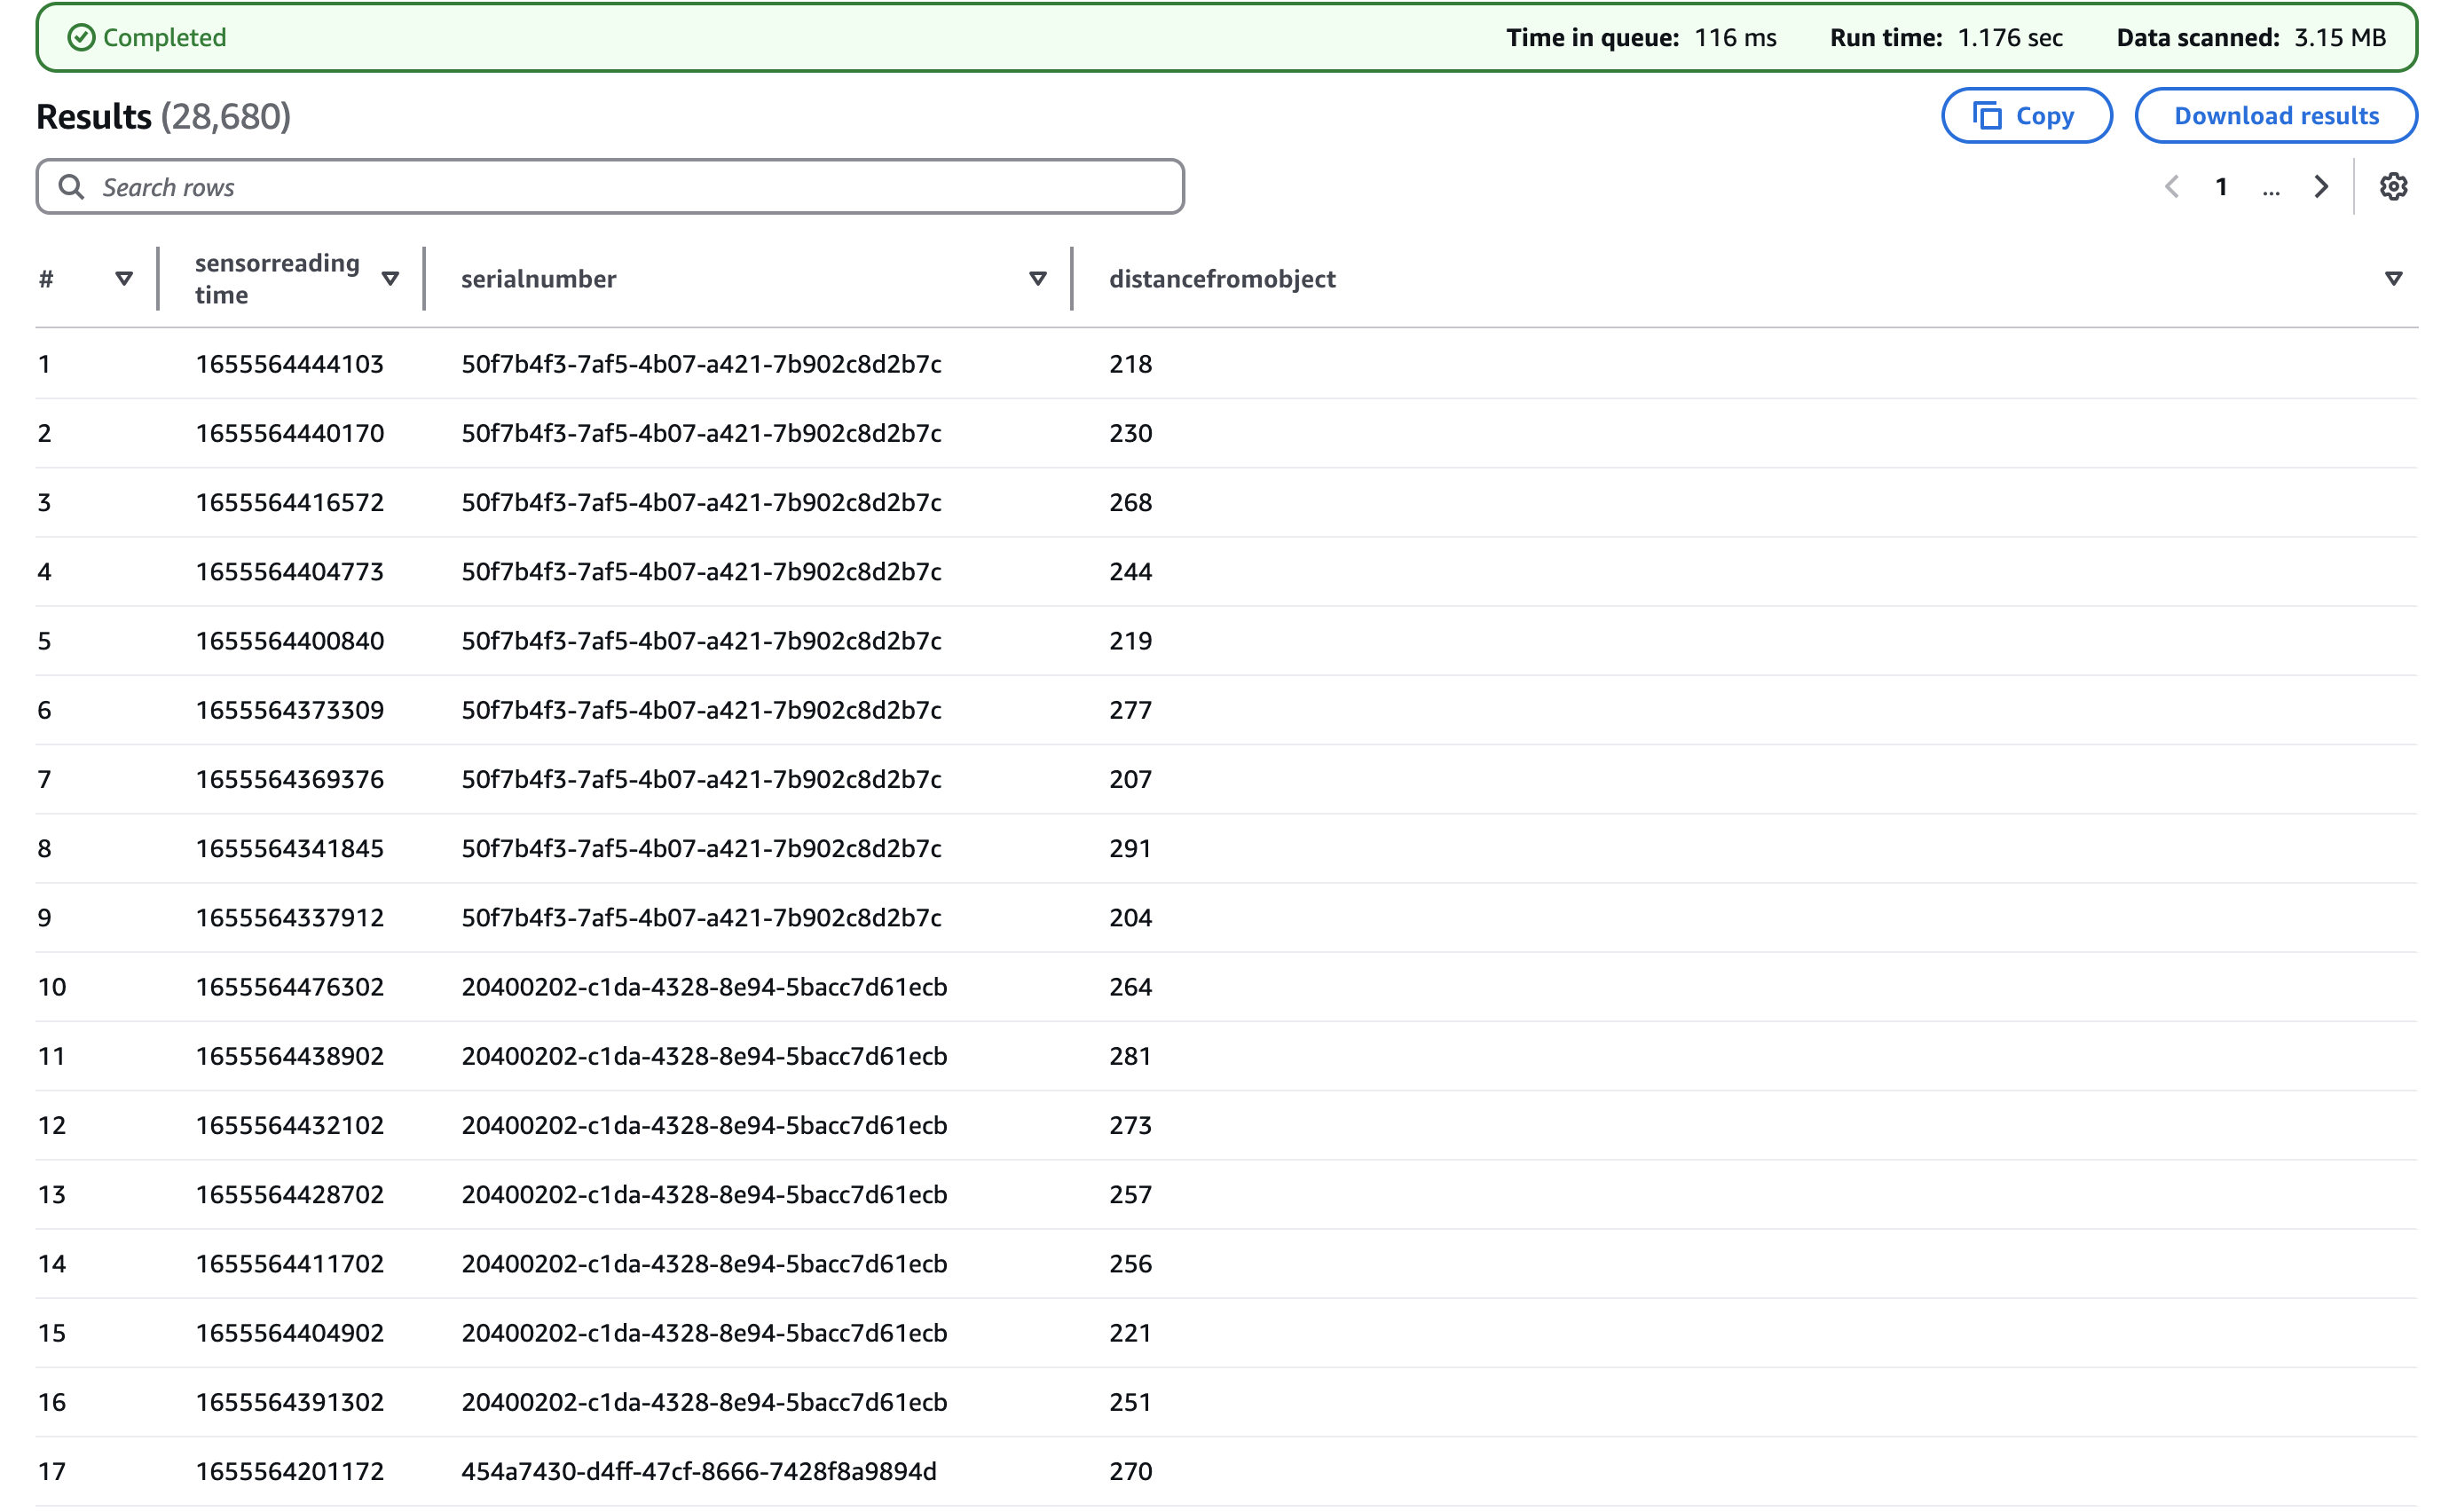 Completed Time in queue: 116 ms Run time: 1.176 sec Data scanned: 3.15 MB
Results (28,680) Copy Download results
Search rows 1 ...
# sensorreading time serialnumber distancefromobject
1 1655564444103 50f7b4f3-7af5-4b07-a421-7b902c8d2b7c 218
2 1655564440170 50f7b4f3-7af5-4b07-a421-7b902c8d2b7c 230
3 1655564416572 50f7b4f3-7af5-4b07-a421-7b902c8d2b7c 268
4 1655564404773 50f7b4f3-7af5-4b07-a421-7b902c8d2b7c 244
5 1655564400840 50f7b4f3-7af5-4b07-a421-7b902c8d2b7c 219
6 1655564373309 50f7b4f3-7af5-4b07-a421-7b902c8d2b7c 277
7 1655564369376 50f7b4f3-7af5-4b07-a421-7b902c8d2b7c 207
8 1655564341845 50f7b4f3-7af5-4b07-a421-7b902c8d2b7c 291
9 1655564337912 50f7b4f3-7af5-4b07-a421-7b902c8d2b7c 204
10 1655564476302 20400202-c1da-4328-8e94-5bacc7d61ecb 264
11 1655564438902 20400202-c1da-4328-8e94-5bacc7d61ecb 281
12 1655564432102 20400202-c1da-4328-8e94-5bacc7d61ecb 273
13 1655564428702 20400202-c1da-4328-8e94-5bacc7d61ecb 257
14 1655564411702 20400202-c1da-4328-8e94-5bacc7d61ecb 256
15 1655564404902 20400202-c1da-4328-8e94-5bacc7d61ecb 221
16 1655564391302 20400202-c1da-4328-8e94-5bacc7d61ecb 251
17 1655564201172 454a7430-d4ff-47cf-8666-7428f8a9894d 270